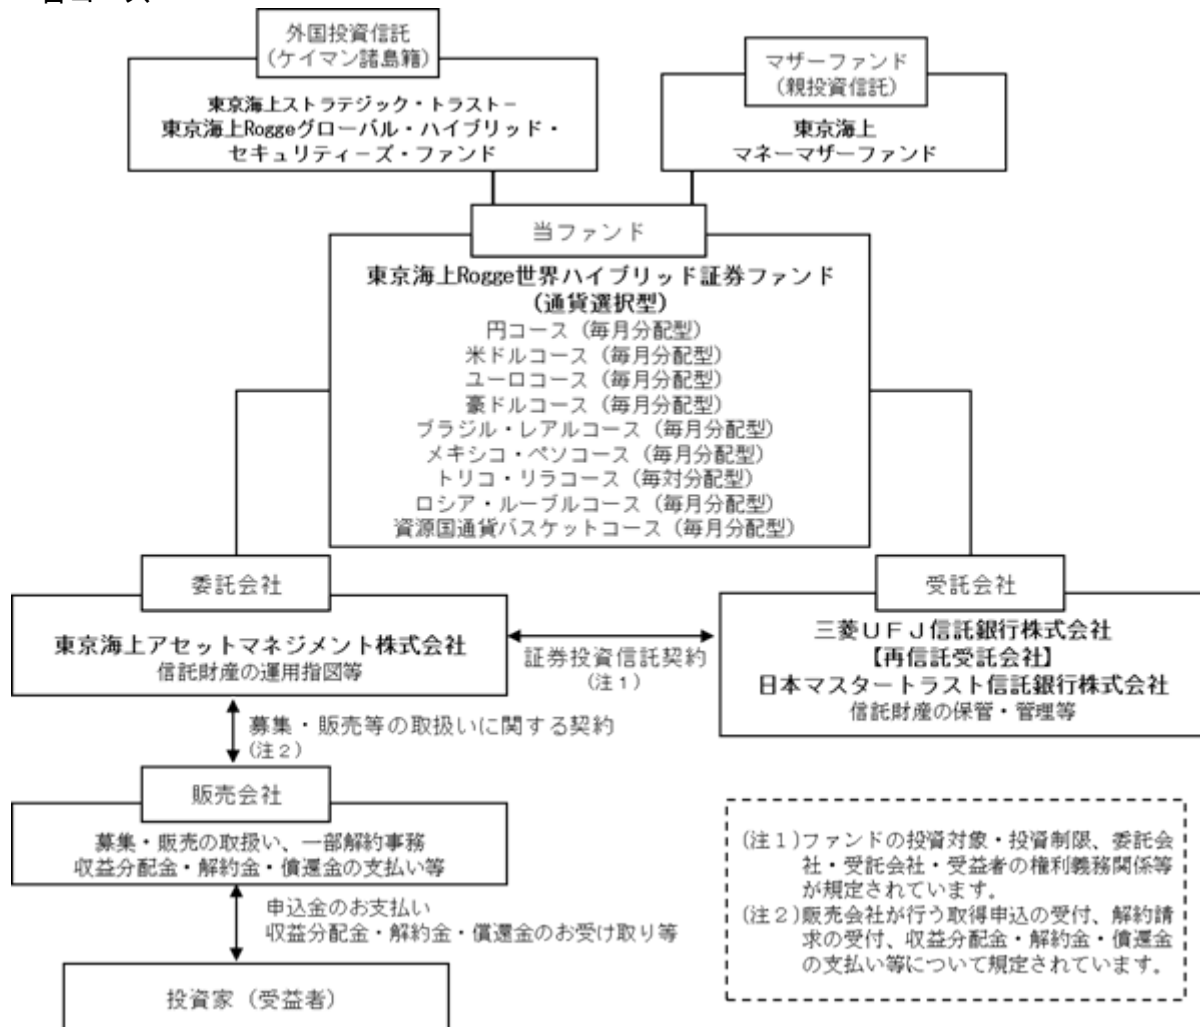 外国投資信託
(ケイマン諸島籍)
東京海上ストラテジック・トラスト－
東京海上Roggeグローバル・ハイブリッド・
セキュリティーズ・ファンド
マザーファンド
(親投資信託)
東京海上
マネーマザーファンド
当ファンド
東京海上Rogge世界ハイブリッド証券ファンド
(通貨選択型)
円コース (毎月分配型)
米ドルコース (毎月分配型)
ユーロコース (毎月分配型)
豪ドルコース (毎月分配型)
ブラジル・レアルコース (毎月分配型)
メキシコ・ペソコース (毎月分配型)
トリコ・リラコース (毎対分配型)
ロシア・ルーブルコース (毎月分配型)
資源国通貨バスケットコース (毎月分配型)
委託会社
東京海上アセットマネジメント株式会社
信託財産の運用指図等
証券投資信託契約
(注１)
受託会社
三菱ＵＦＪ信託銀行株式会社
【再信託受託会社】
日本マスタートラスト信託銀行株式会社
信託財産の保管・管理等
募集・販売等の取扱いに関する契約
(注２)
販売会社
募集・販売の取扱い、一部解約事務
収益分配金・解約金・償還金の支払い等
申込金のお支払い
収益分配金・解約金・償還金のお受け取り等
投資家 (受益者)
(注１)ファンドの投資対象・投資制限、委託会
社・受託会社・受益者の権利義務関係等
が規定されています。
(注２)販売会社が行う取得申込の受付、解約請
求の受付、収益分配金・解約金・償還金
の支払い等について規定されています。